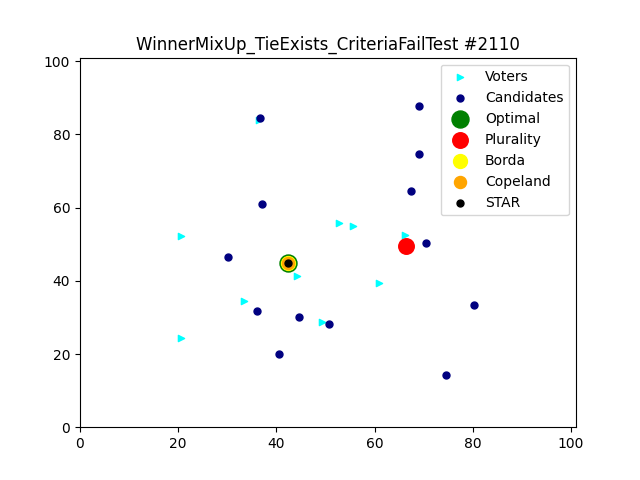 WinnerMixUp_TieExists_CriteriaFailTest #2110
Voters
Candidates
Optimal
Plurality
Borda
Copeland
STAR
100
80
60
40
20
0
0 20 40 60 80 100